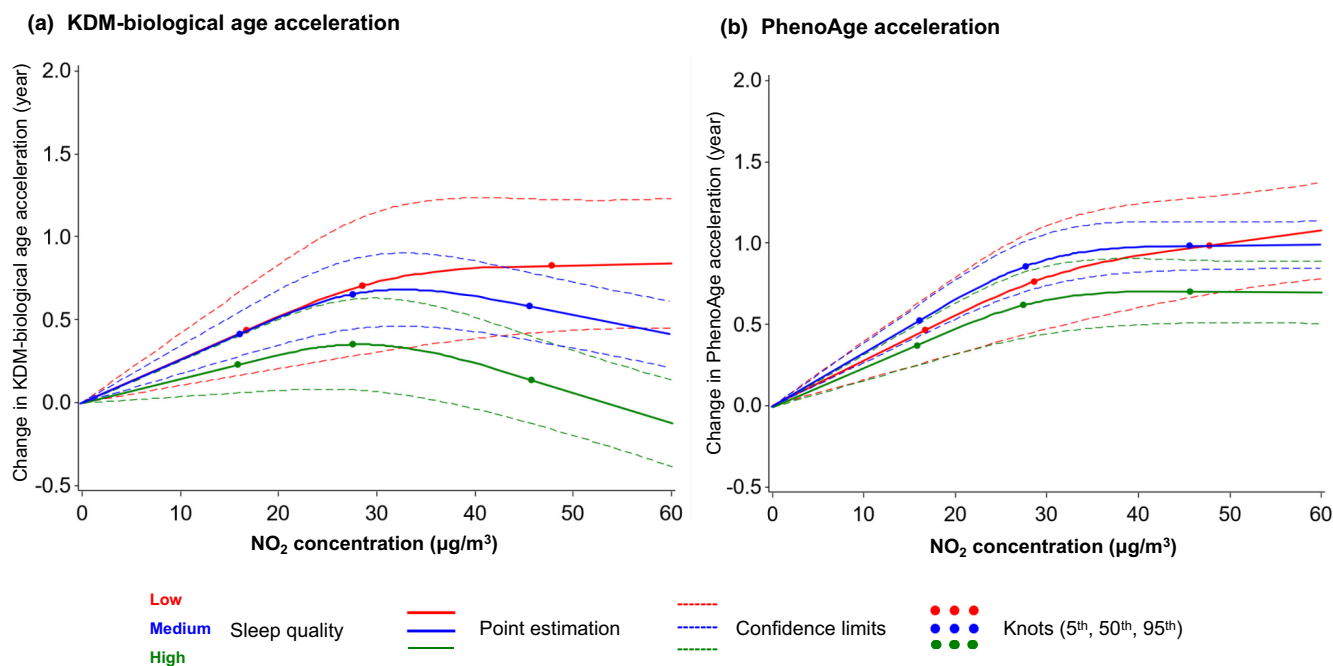 (a) KDM-biological age acceleration
2.0
1.5
1.0
0.5
0.0
-0.5
Change in KDM-biological age acceleration (year)
0 10 20 30 40 50 60
NO₂ concentration (µg/m³)
(b) PhenoAge acceleration
2.0
1.5
1.0
0.5
0.0
-0.5
Change in PhenoAge acceleration (year)
0 10 20 30 40 50 60
NO₂ concentration (µg/m³)
Low
Medium
High
Sleep quality
Point estimation
Confidence limits
Knots (5ᵗʰ, 50ᵗʰ, 95ᵗʰ)